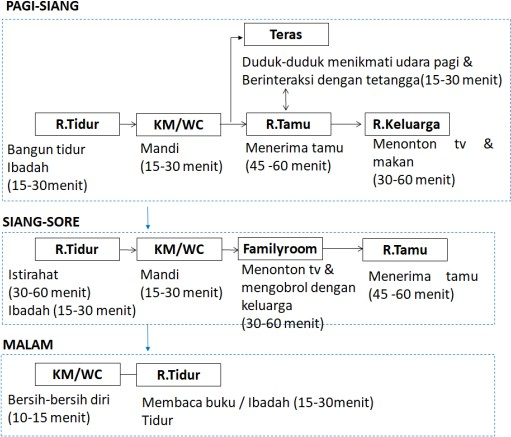 PAGI-SIANG
Teras
Duduk-duduk menikmati udara pagi &
Berinteraksi dengan tetangga(15-30 menit)
R.Tidur
Bangun tidur
Ibadah
(15-30menit)
KM/WC
Mandi
(15-30 menit)
R.Tamu
Menerima tamu
(45 -60 menit)
R.Keluarga
Menonton tv &
makan
(30-60 menit)
SIANG-SORE
R.Tidur
Istirahat
(30-60 menit)
Ibadah (15-30 menit)
KM/WC
Mandi
(15-30 menit)
Familyroom
Menonton tv &
mengobrol dengan
keluarga
(30-60 menit)
R.Tamu
Menerima tamu
(45 -60 menit)
MALAM
KM/WC
Bersih-bersih diri
(10-15 menit)
R.Tidur
Membaca buku / Ibadah (15-30menit)
Tidur